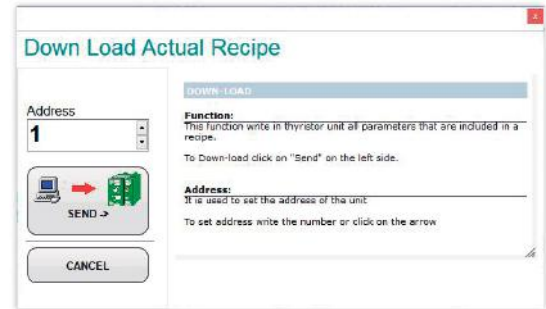 x
Down Load Actual Recipe
Address
1
SEND ->
CANCEL
DOWN-LOAD
Function:
This function write in thyristor unit all parameters that are included in a
recipe.
To Down-load click on "Send" on the left side.
Address:
It is used to set the address of the unit
To set address write the number or click on the arrow